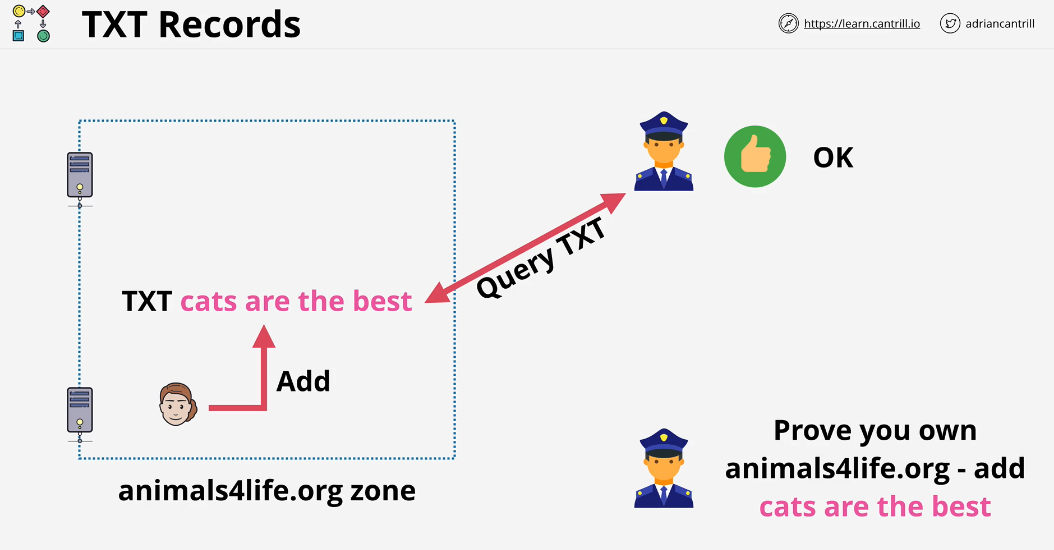 TXT Records
https://learn.cantrill.io
adriancantrill
OK
Query TXT
TXT cats are the best
Add
animals4life.org zone
Prove you own
animals4life.org - add
cats are the best